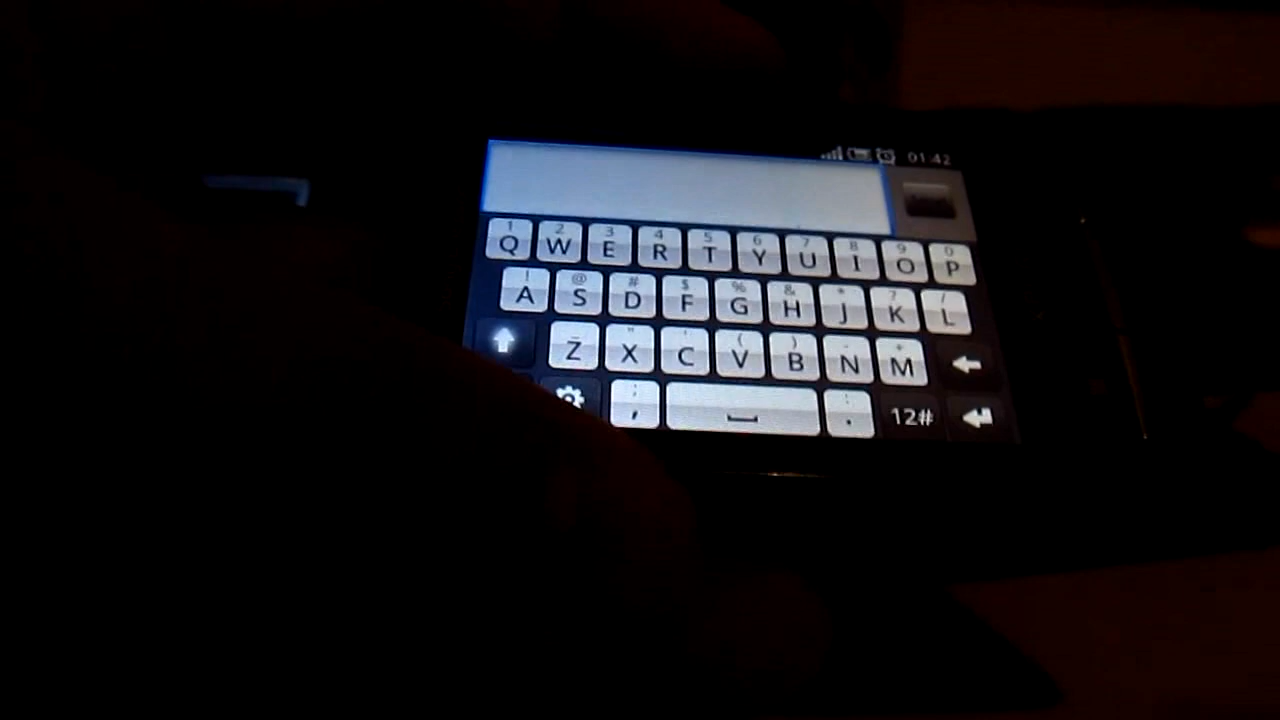 01:42
1 2 3 4 5 6 7 8 9 0
Q W E R T Y U I O P
! @ # $ % & * ? /
A S D F G H J K L
" ' ( ) - +
Z X C V B N M
; :
, . 12#